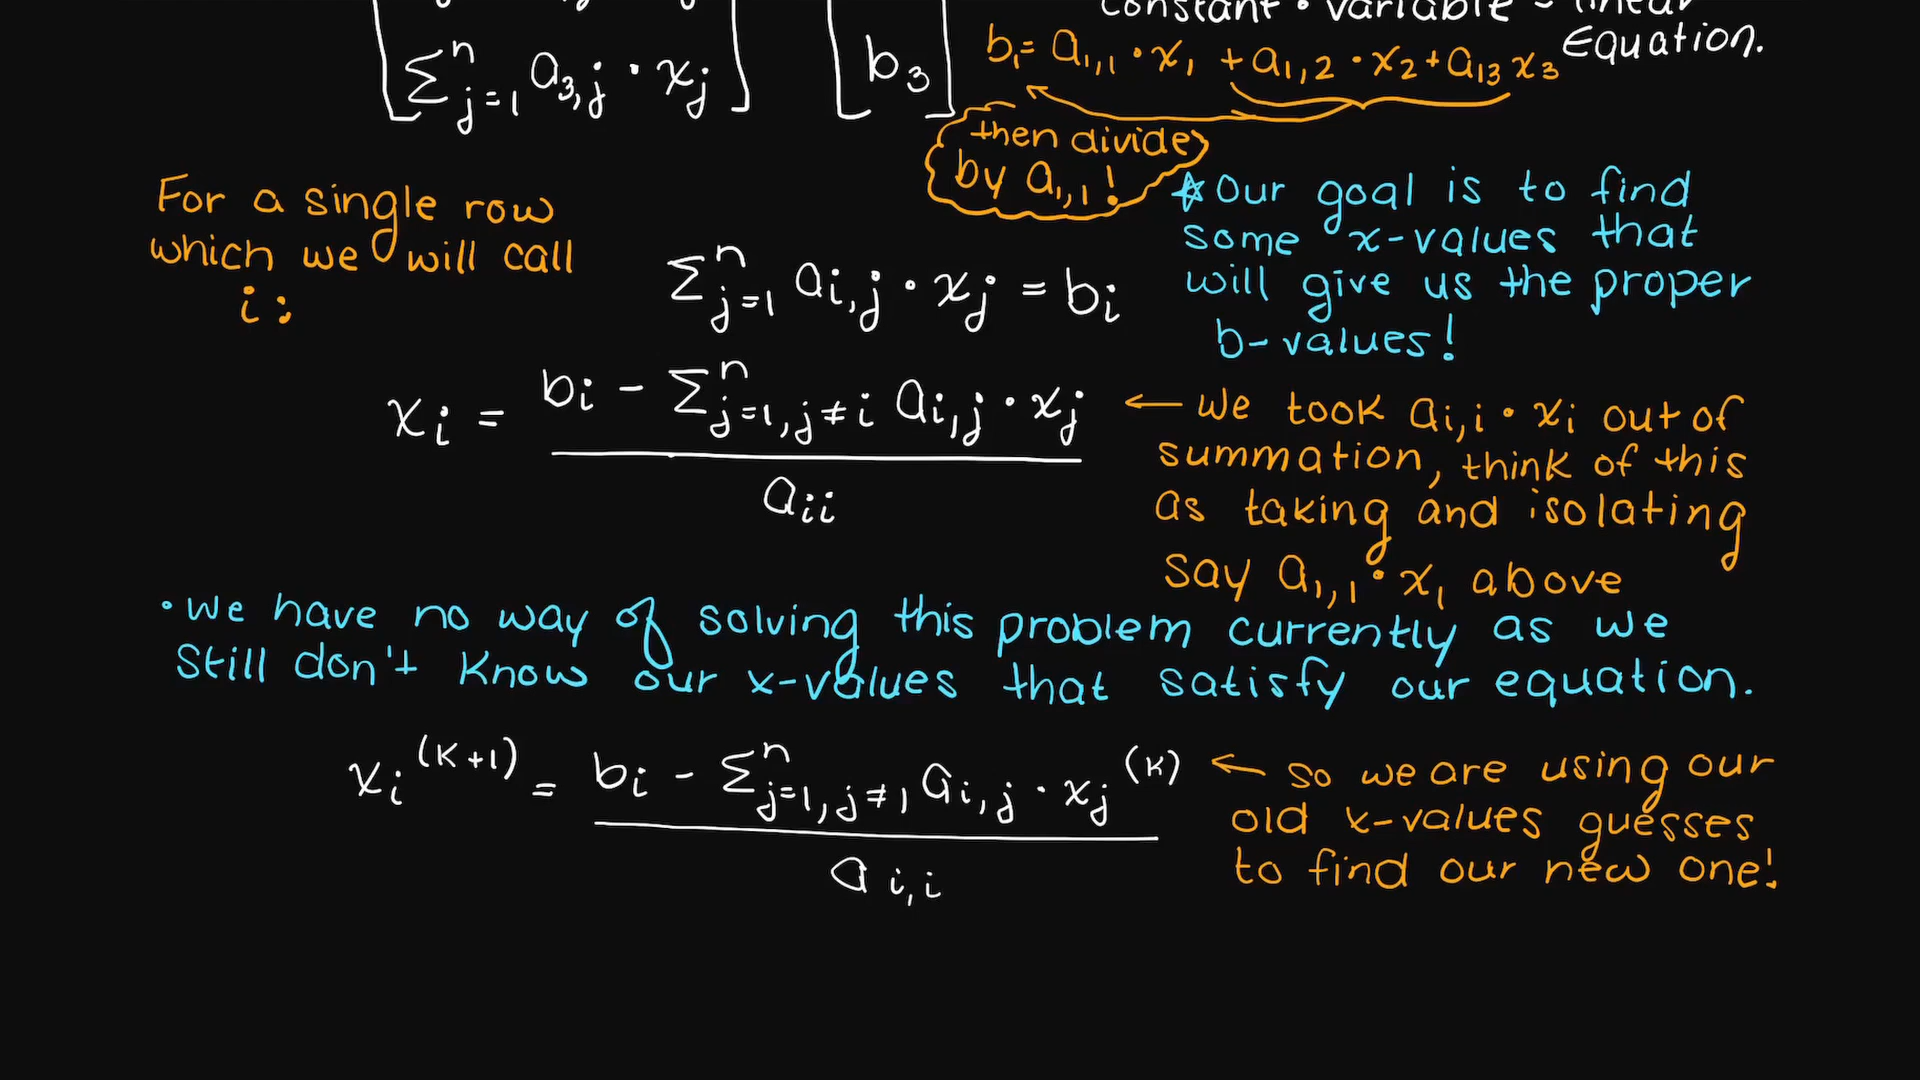 constant · variable = linear
Equation.
∑ⁿⱼ₌₁ a₃,ⱼ · xⱼ
b₃
b₁= a₁,₁ · x₁ + a₁,₂ · x₂ + a₁₃ x₃
then divide
by a₁,₁!
For a single row
which we will call
i:
∑ⁿⱼ₌₁ aᵢ,ⱼ · xⱼ = bᵢ
☆ Our goal is to find
some x-values that
will give us the proper
b-values!
xᵢ = bᵢ - ∑ⁿⱼ₌₁,ⱼ≠ᵢ aᵢ,ⱼ · xⱼ
aᵢᵢ
← We took aᵢ,ᵢ · xᵢ out of
summation, think of this
as taking and isolating
say a₁,₁ · x₁ above
• We have no way of solving this problem currently as we
still don't know our x-values that satisfy our equation.
xᵢ⁽ᴷ⁺¹⁾ = bᵢ - ∑ⁿⱼ₌₁,ⱼ≠₁ aᵢ,ⱼ · xⱼ⁽ᴷ⁾
aᵢ,ᵢ
← so we are using our
old x-values guesses
to find our new one!